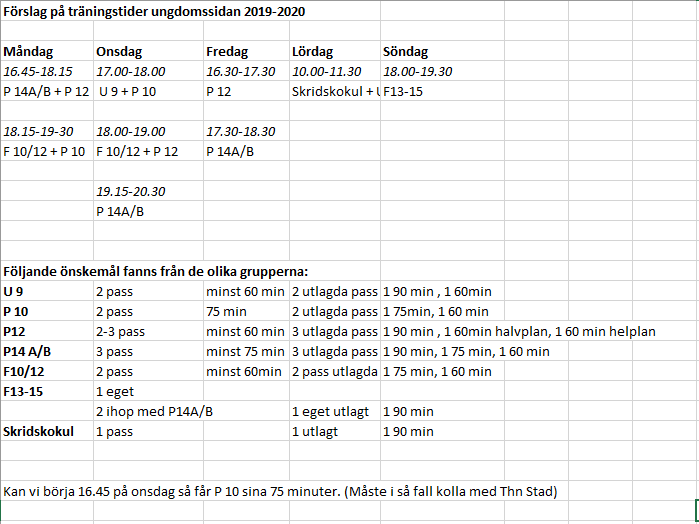 Förslag på träningstider ungdomssidan 2019-2020
Måndag Onsdag Fredag Lördag Söndag
16.45-18.15 17.00-18.00 16.30-17.30 10.00-11.30 18.00-19.30
P 14A/B + P 12 U 9 + P 10 P 12 Skridskokul + U F13-15
18.15-19-30 18.00-19.00 17.30-18.30
F 10/12 + P 10 F 10/12 + P 12 P 14A/B
19.15-20.30
P 14A/B
Följande önskemål fanns från de olika grupperna:
U 9 2 pass minst 60 min 2 utlagda pass 1 90 min , 1 60min
P 10 2 pass 75 min 2 utlagda pass 1 75min, 1 60 min
P12 2-3 pass minst 60 min 3 utlagda pass 1 90 min , 1 60min halvplan, 1 60 min helplan
P14 A/B 3 pass minst 75 min 3 utlagda pass 1 90 min, 1 75 min, 1 60 min
F10/12 2 pass minst 60min 2 pass utlagda 1 75 min, 1 60 min
F13-15 1 eget
2 ihop med P14A/B 1 eget utlagt 1 90 min
Skridskokul 1 pass 1 utlagt 1 90 min
Kan vi börja 16.45 på onsdag så får P 10 sina 75 minuter. (Måste i så fall kolla med Thn Stad)